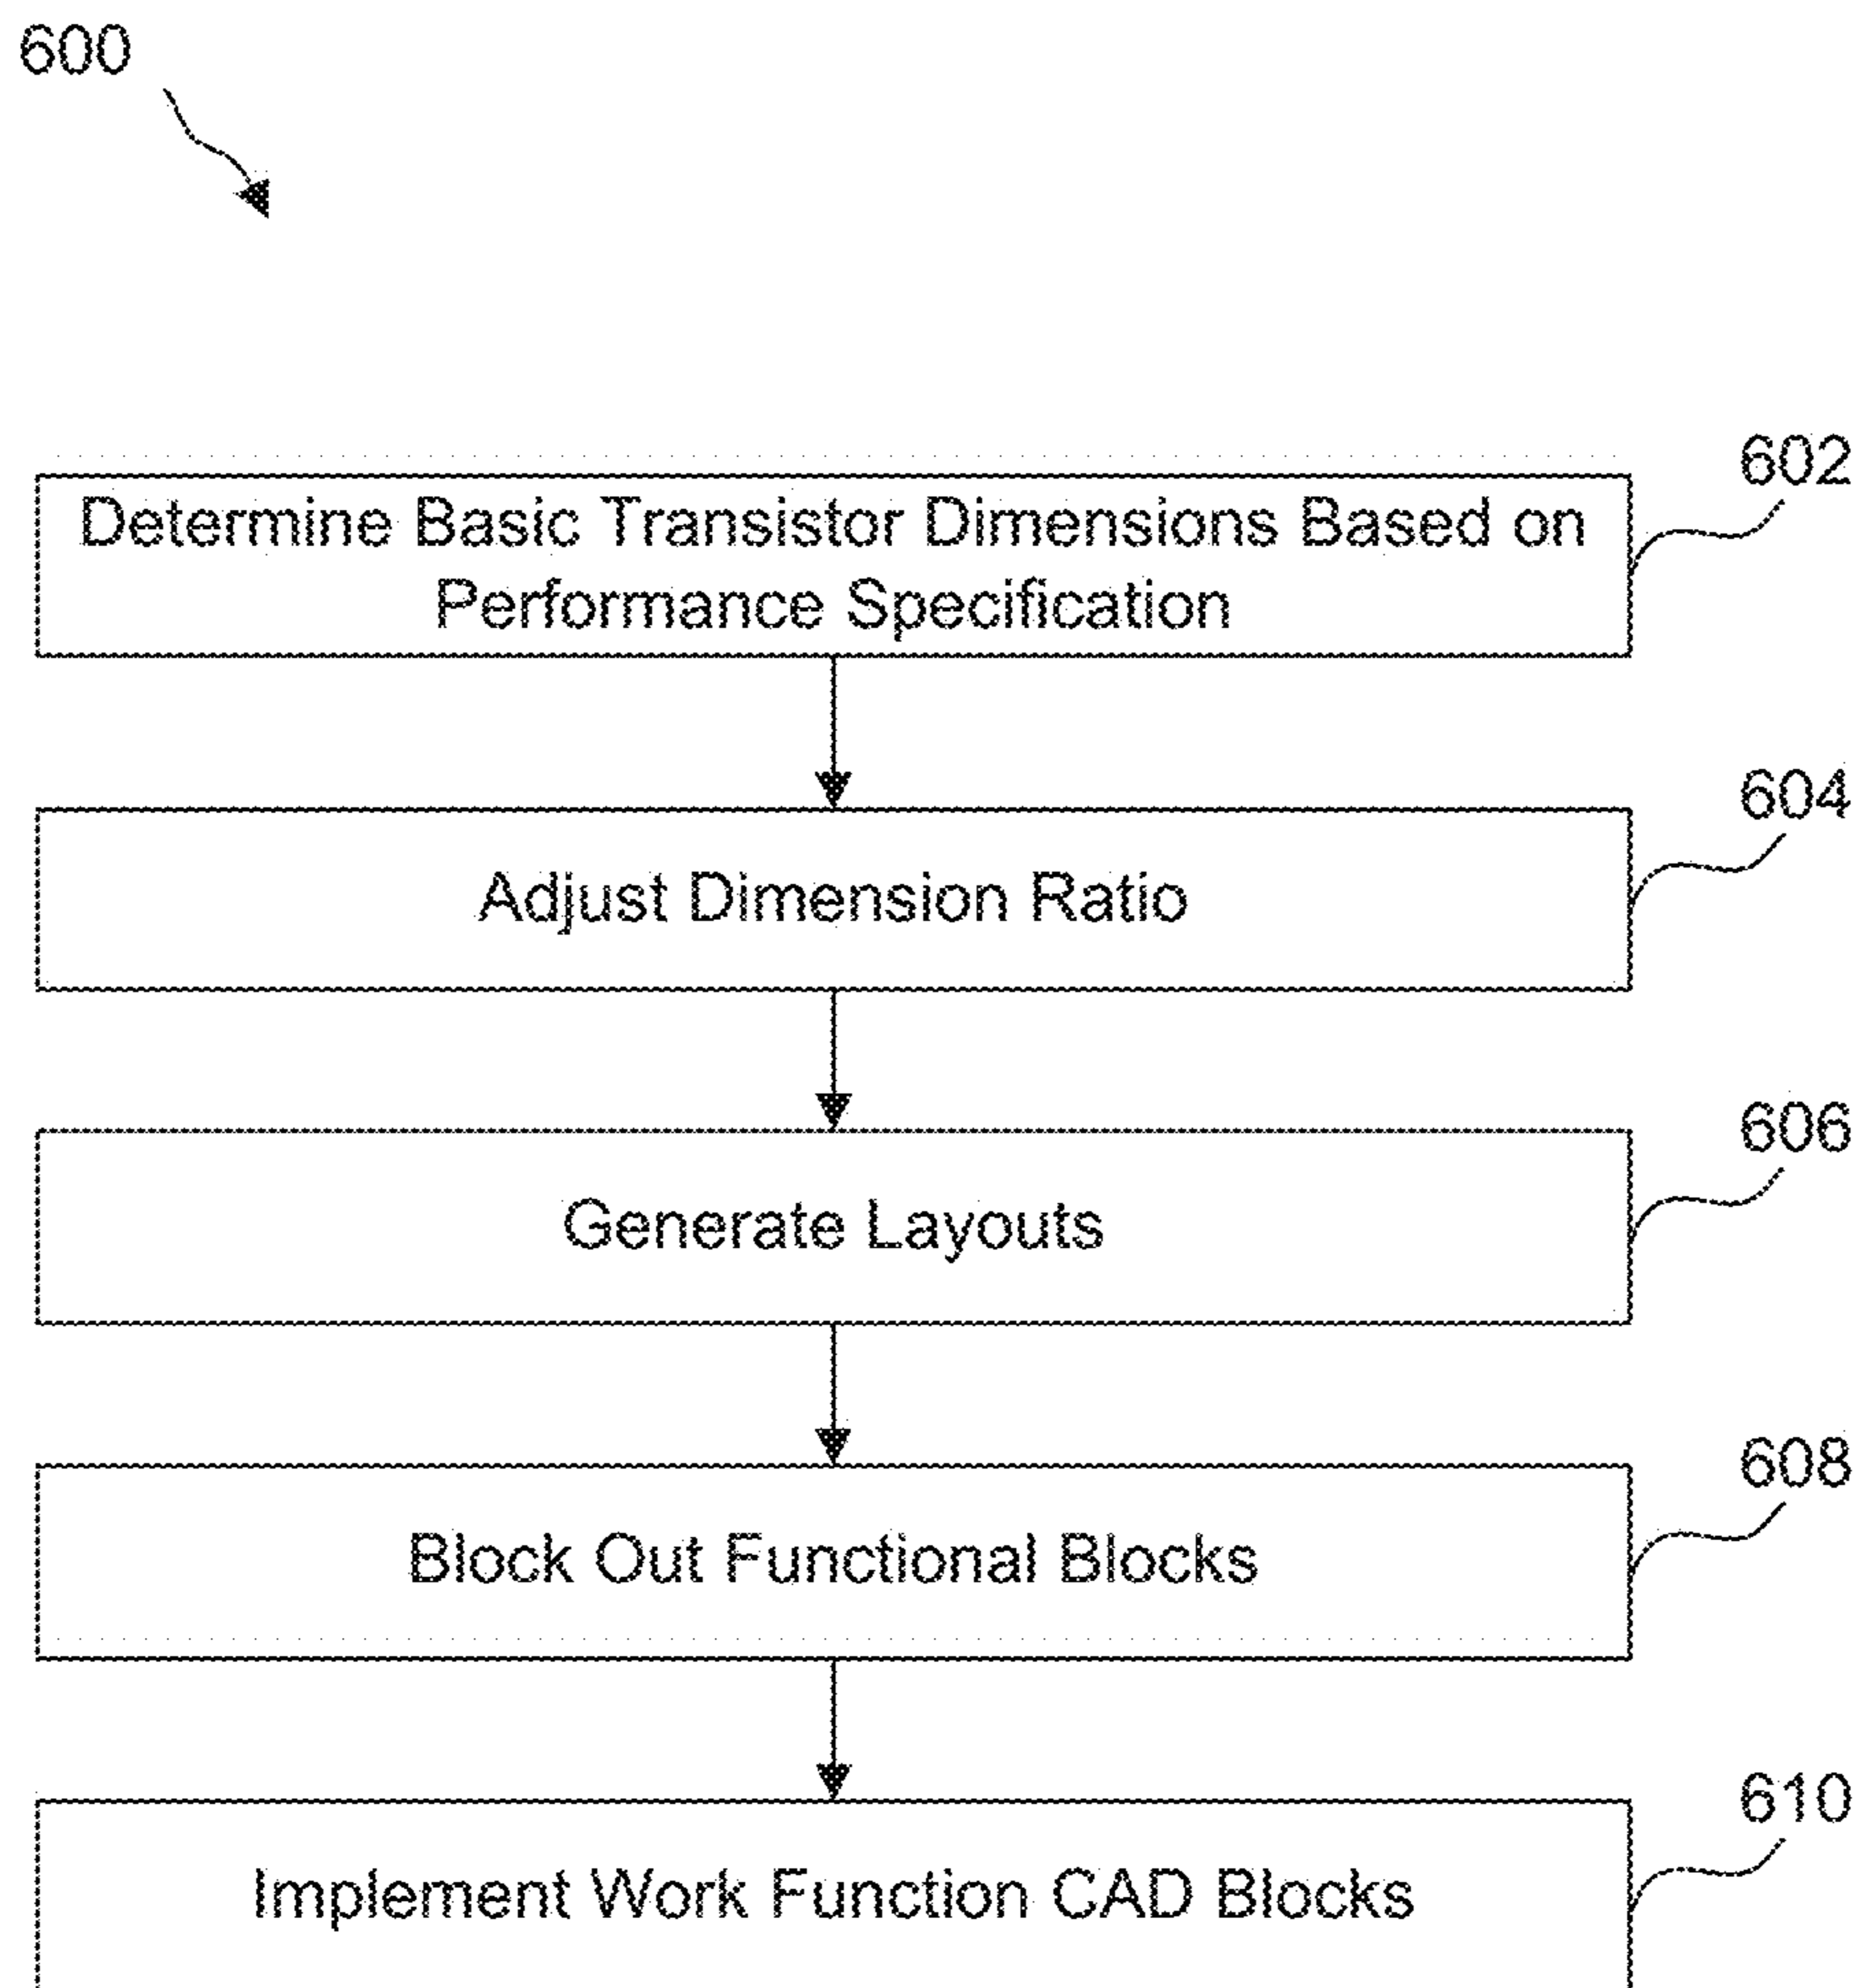 600
602
Determine Basic Transistor Dimensions Based on
Performance Specification
604
Adjust Dimension Ratio
606
Generate Layouts
608
Block Out Functional Blocks
610
Implement Work Function CAD Blocks